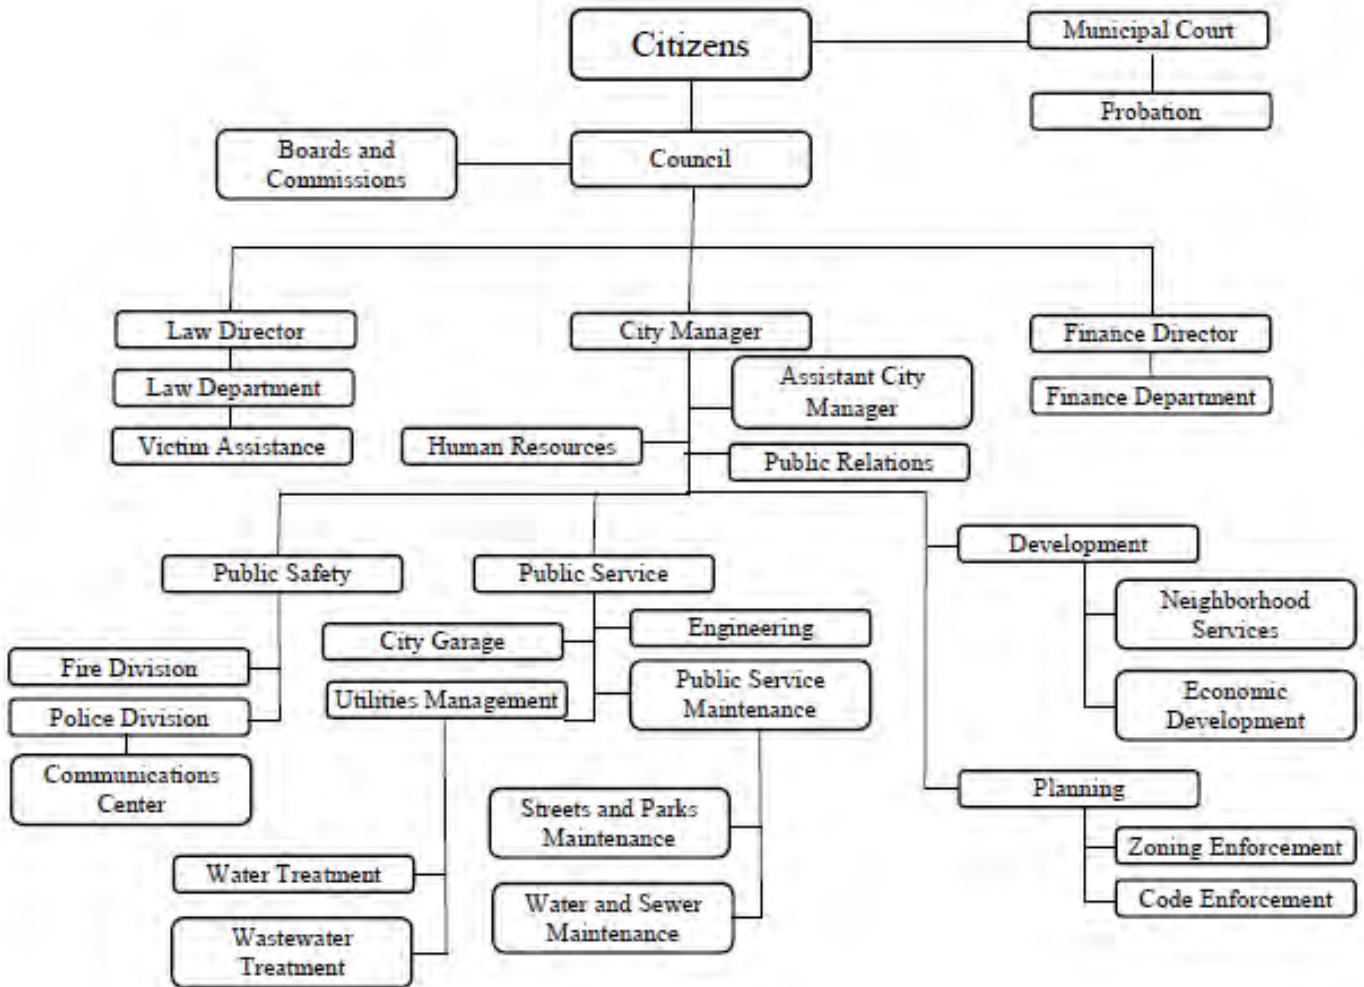 Citizens
Municipal Court
Probation
Boards and
Commissions
Council
Law Director
City Manager
Finance Director
Law Department
Assistant City
Manager
Finance Department
Victim Assistance
Human Resources
Public Relations
Public Safety
Public Service
Development
Neighborhood
Services
City Garage
Engineering
Fire Division
Utilities Management
Public Service
Maintenance
Economic
Development
Police Division
Communications
Center
Planning
Streets and Parks
Maintenance
Zoning Enforcement
Water Treatment
Code Enforcement
Water and Sewer
Maintenance
Wastewater
Treatment